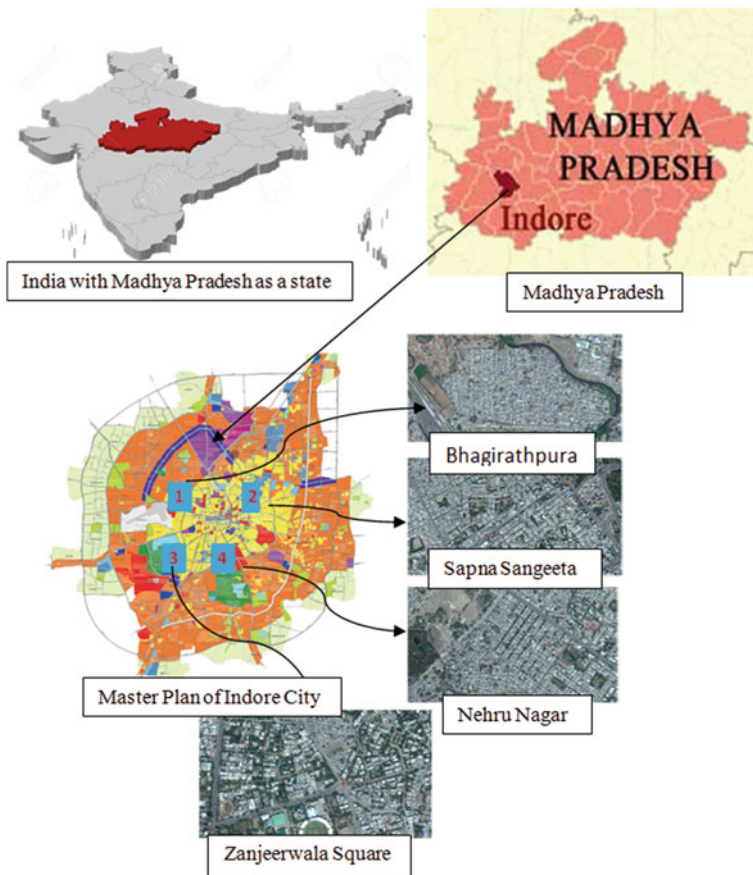 India with Madhya Pradesh as a state
MADHYA
PRADESH
Indore
Madhya Pradesh
1
2
3
4
Bhagirathpura
Sapna Sangeeta
Nehru Nagar
Master Plan of Indore City
Zanjeerwala Square